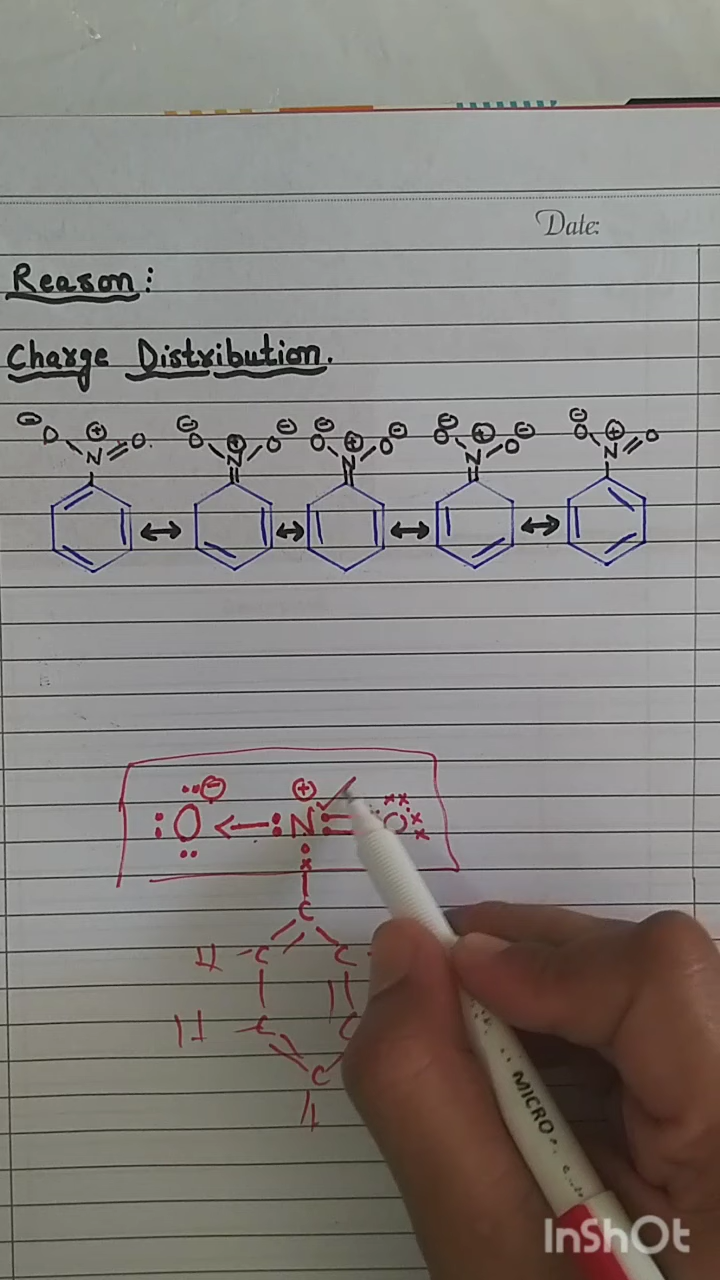 Date:
Reason:
Charge Distribution.
⊖ ⊕ ⊖ ⊕ ⊖ ⊖ ⊕ ⊖ ⊖ ⊕ ⊖ ⊖ ⊕
O N O O N O O N O O N O O N O
↔ ↔ ↔ ↔
⊖ ⊕
O ← N = O
C
H C C
H C C
C
H
MICRO
InShOt